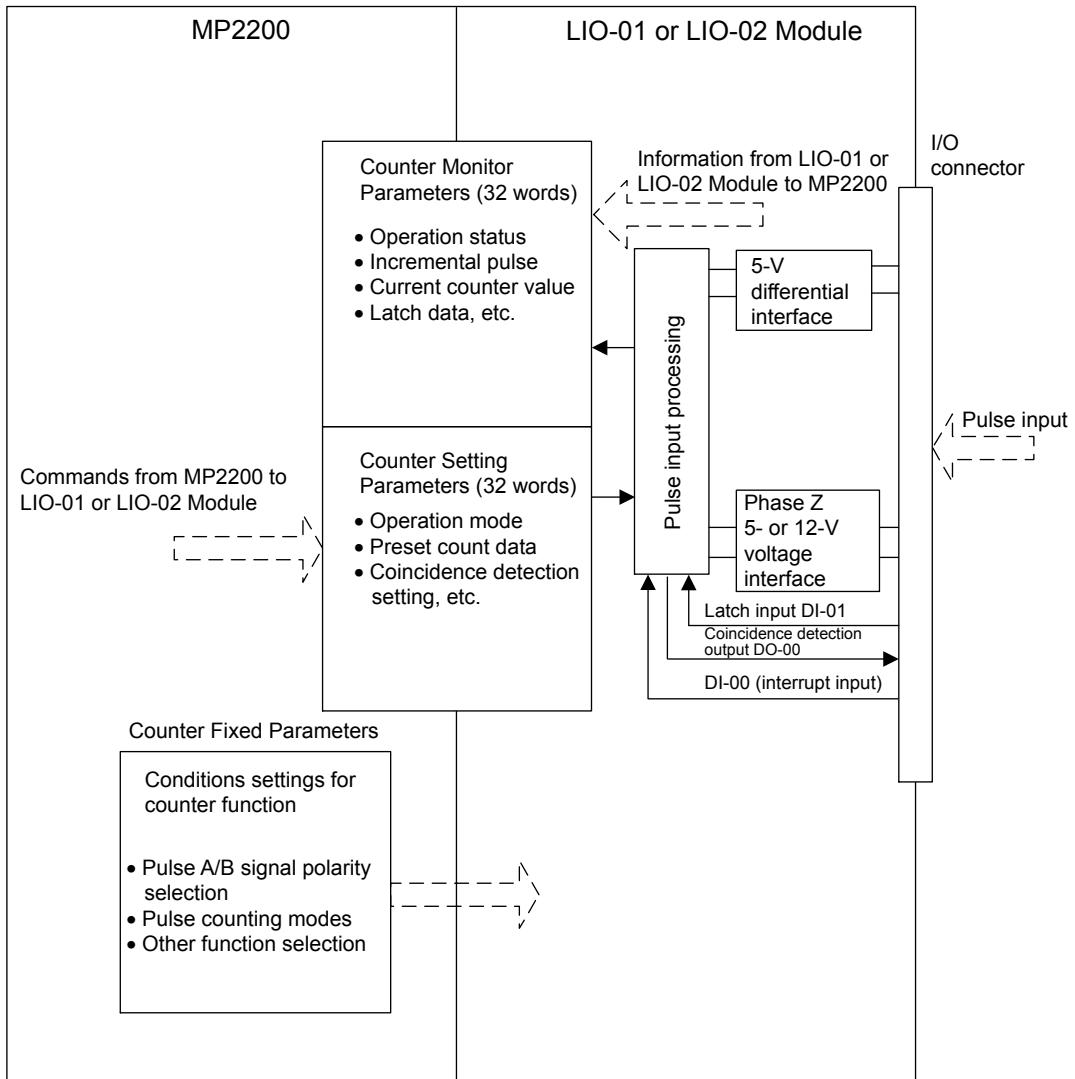 MP2200
LIO-01 or LIO-02 Module
Counter Monitor
Parameters (32 words)
• Operation status
• Incremental pulse
• Current counter value
• Latch data, etc.
Information from LIO-01 or
LIO-02 Module to MP2200
I/O
connector
Pulse input processing
5-V
differential
interface
Pulse input
Commands from MP2200 to
LIO-01 or LIO-02 Module
Counter Setting
Parameters (32 words)
• Operation mode
• Preset count data
• Coincidence detection
setting, etc.
Phase Z
5- or 12-V
voltage
interface
Latch input DI-01
Coincidence detection
output DO-00
DI-00 (interrupt input)
Counter Fixed Parameters
Conditions settings for
counter function
• Pulse A/B signal polarity
selection
• Pulse counting modes
• Other function selection